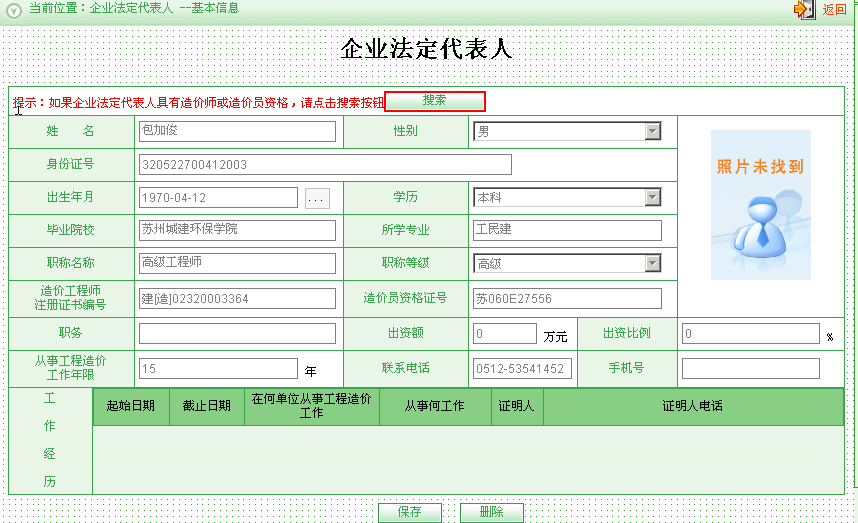 当前位置：企业法定代表人 --基本信息
返回
企业法定代表人
提示：如果企业法定代表人具有造价师或造价员资格，请点击搜索按钮
搜索
姓 名 包加俊 性别 男
照片未找到
身份证号 320522700412003
出生年月 1970-04-12 ... 学历 本科
毕业院校 苏州城建环保学院 所学专业 工民建
职称名称 高级工程师 职称等级 高级
造价工程师
注册证书编号 建[造]02320003364 造价员资格证号 苏060E27556
职务 出资额 0 万元 出资比例 0 %
从事工程造价
工作年限 15 年 联系电话 0512-53541452 手机号
工
作
经
历
起始日期 截止日期 在何单位从事工程造价
工作 从事何工作 证明人 证明人电话
保存 删除